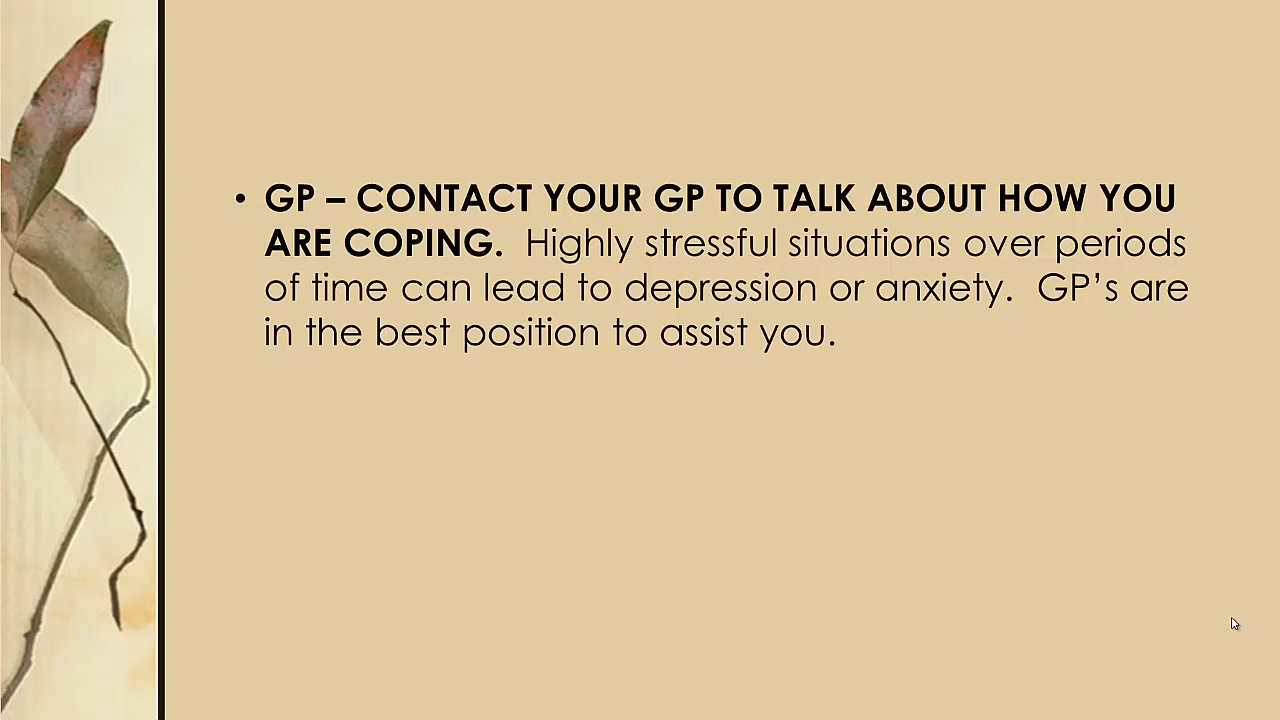 • GP – CONTACT YOUR GP TO TALK ABOUT HOW YOU
ARE COPING.  Highly stressful situations over periods
of time can lead to depression or anxiety.  GP’s are
in the best position to assist you.